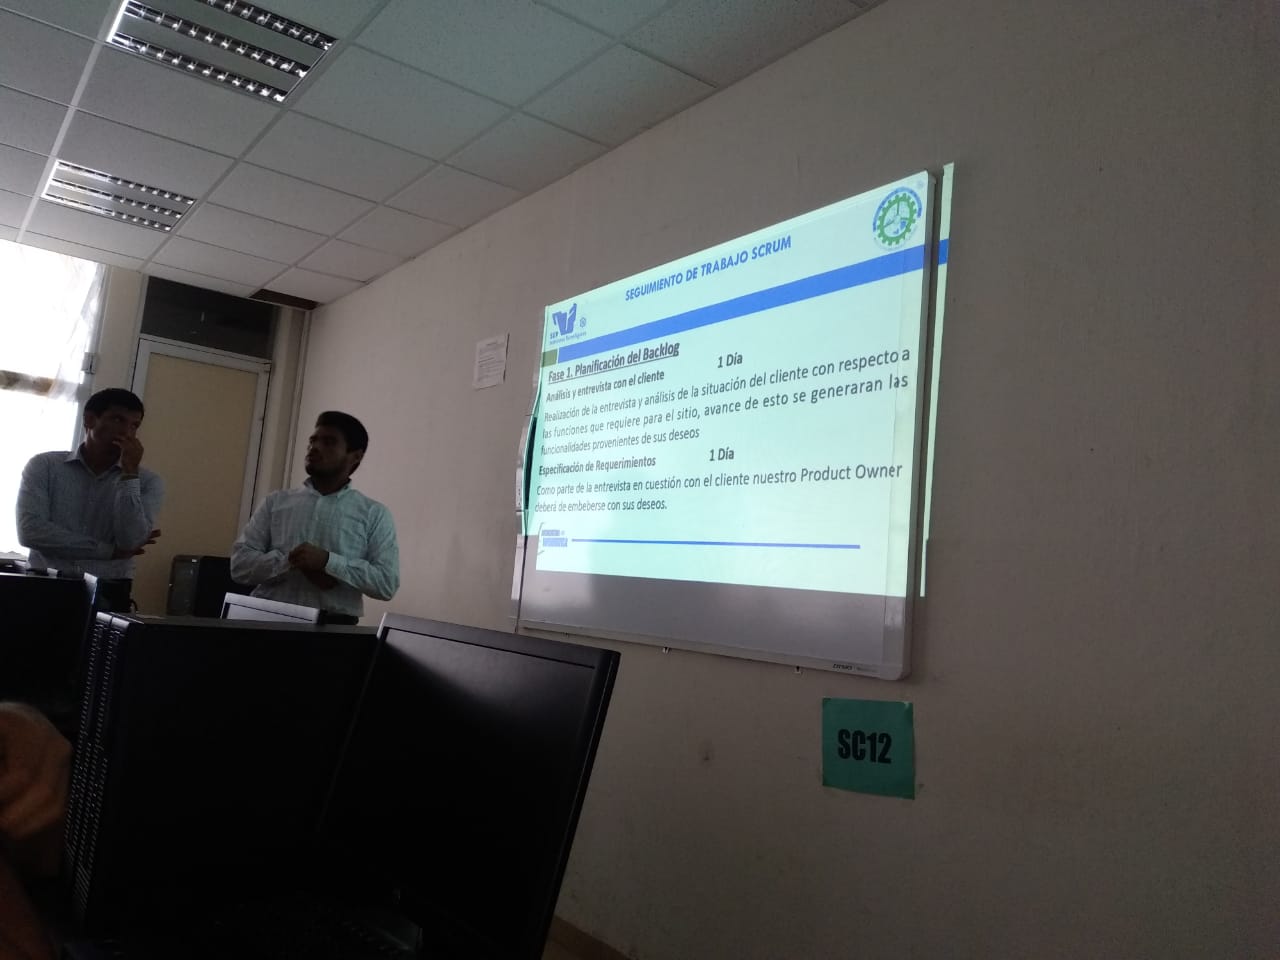 SEGUIMIENTO DE TRABAJO SCRUM
SEP
Fase 1. Planificación del Backlog 1 Día
Análisis y entrevista con el cliente
Realización de la entrevista y análisis de la situación del cliente con respecto a
las funciones que requiere para el sitio, avance de esto se generaran las
funcionalidades provenientes de sus deseos
Especificación de Requerimientos 1 Día
Como parte de la entrevista en cuestión con el cliente nuestro Product Owner
deberá de embeberse con sus deseos.
SC12